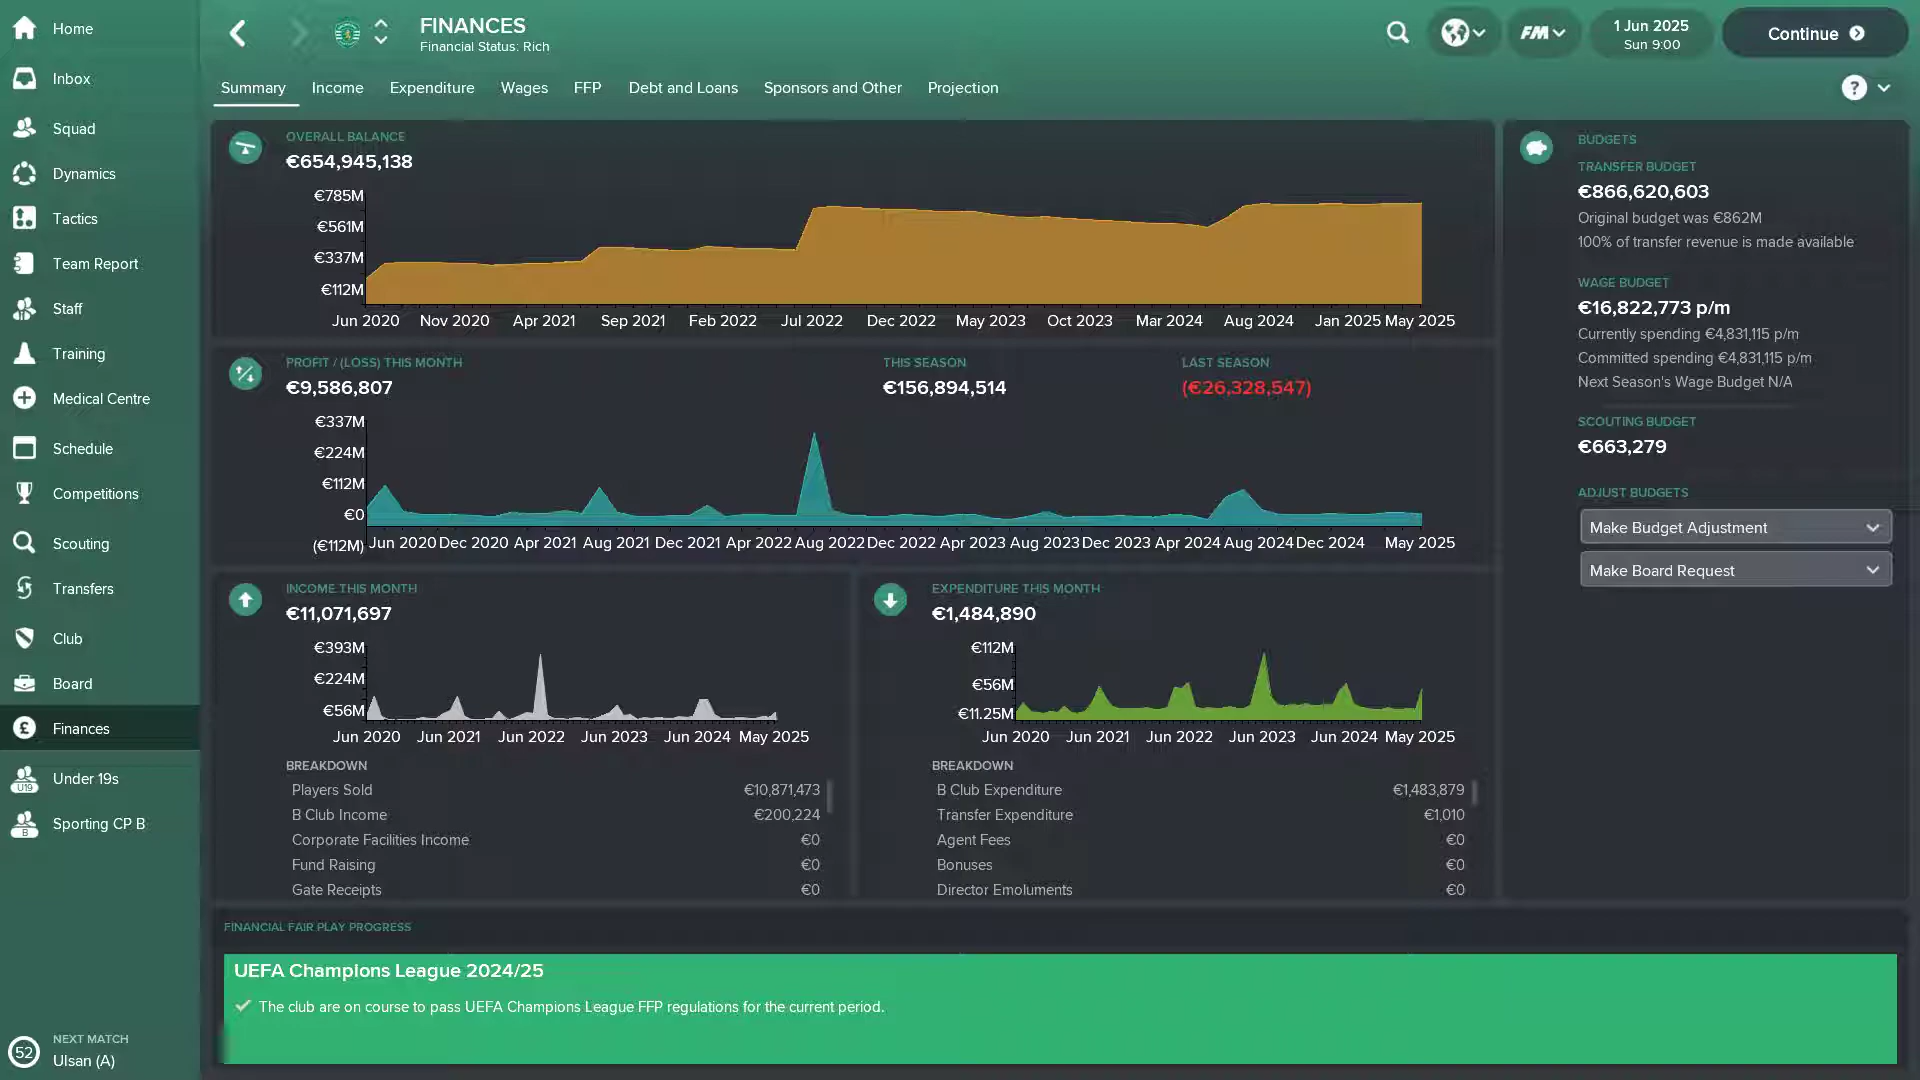 Home
Inbox
Squad
Dynamics
Tactics
Team Report
Staff
Training
Medical Centre
Schedule
Competitions
Scouting
Transfers
Club
Board
Finances
Under 19s
U19
Sporting CP B
B
52
NEXT MATCH
Ulsan (A)
FINANCES
Financial Status: Rich
FM
1 Jun 2025
Sun 9:00
Continue
Summary Income Expenditure Wages FFP Debt and Loans Sponsors and Other Projection
?
OVERALL BALANCE
€654,945,138
€785M
€561M
€337M
€112M
Jun 2020 Nov 2020 Apr 2021 Sep 2021 Feb 2022 Jul 2022 Dec 2022 May 2023 Oct 2023 Mar 2024 Aug 2024 Jan 2025 May 2025
PROFIT / (LOSS) THIS MONTH
€9,586,807
THIS SEASON
€156,894,514
LAST SEASON
(€26,328,547)
€337M
€224M
€112M
€0
(€112M)
Jun 2020 Dec 2020 Apr 2021 Aug 2021 Dec 2021 Apr 2022 Aug 2022 Dec 2022 Apr 2023 Aug 2023 Dec 2023 Apr 2024 Aug 2024 Dec 2024 May 2025
INCOME THIS MONTH
€11,071,697
€393M
€224M
€56M
Jun 2020 Jun 2021 Jun 2022 Jun 2023 Jun 2024 May 2025
BREAKDOWN
Players Sold €10,871,473
B Club Income €200,224
Corporate Facilities Income €0
Fund Raising €0
Gate Receipts €0
EXPENDITURE THIS MONTH
€1,484,890
€112M
€56M
€11.25M
Jun 2020 Jun 2021 Jun 2022 Jun 2023 Jun 2024 May 2025
BREAKDOWN
B Club Expenditure €1,483,879
Transfer Expenditure €1,010
Agent Fees €0
Bonuses €0
Director Emoluments €0
BUDGETS
TRANSFER BUDGET
€866,620,603
Original budget was €862M
100% of transfer revenue is made available
WAGE BUDGET
€16,822,773 p/m
Currently spending €4,831,115 p/m
Committed spending €4,831,115 p/m
Next Season's Wage Budget N/A
SCOUTING BUDGET
€663,279
ADJUST BUDGETS
Make Budget Adjustment
Make Board Request
FINANCIAL FAIR PLAY PROGRESS
UEFA Champions League 2024/25
The club are on course to pass UEFA Champions League FFP regulations for the current period.